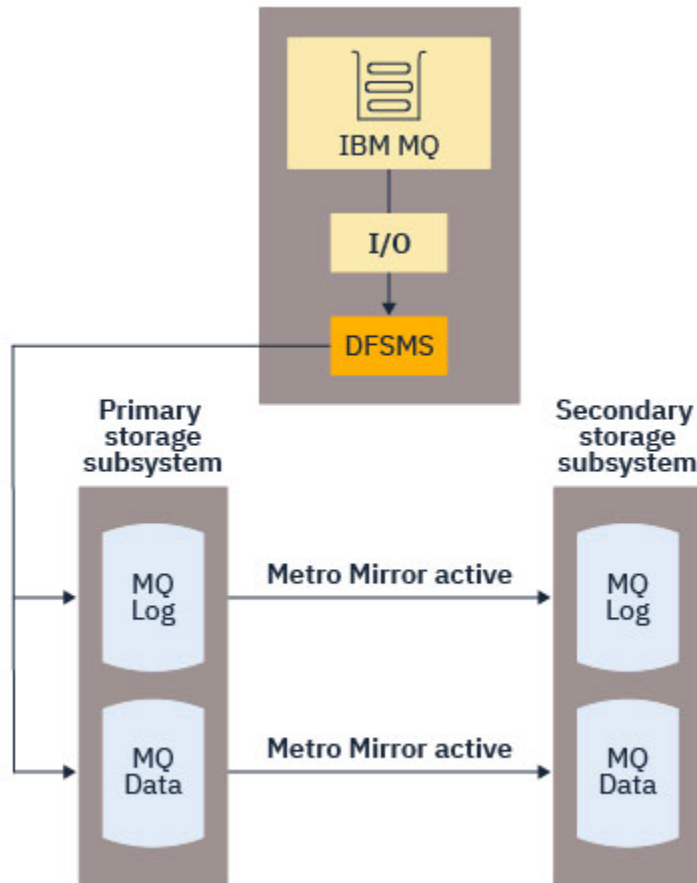 IBM MQ
I/O
DFSMS
Primary
storage
subsystem
Secondary
storage
subsystem
MQ
Log
Metro Mirror active
MQ
Log
MQ
Data
Metro Mirror active
MQ
Data